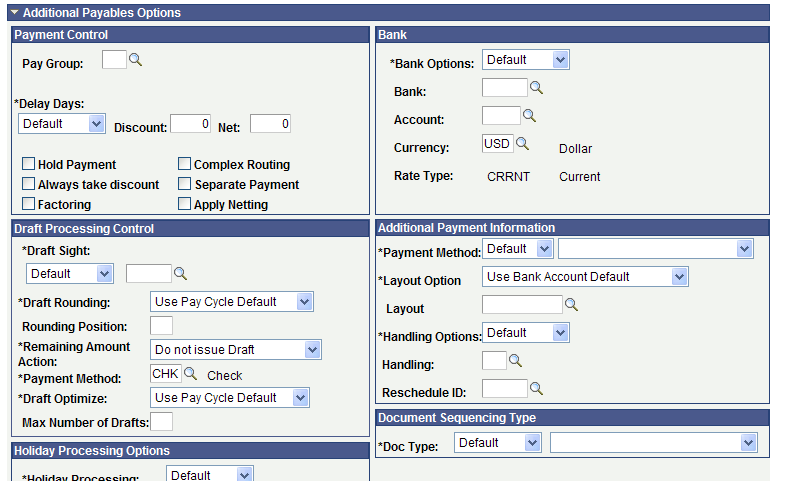 Additional Payables Options
Payment Control
Pay Group:
*Delay Days:
Default Discount: 0 Net: 0
Hold Payment Complex Routing
Always take discount Separate Payment
Factoring Apply Netting
Bank
*Bank Options: Default
Bank:
Account:
Currency: USD Dollar
Rate Type: CRRNT Current
Draft Processing Control
*Draft Sight:
Default
*Draft Rounding: Use Pay Cycle Default
Rounding Position:
*Remaining Amount
Action: Do not issue Draft
*Payment Method: CHK Check
*Draft Optimize: Use Pay Cycle Default
Max Number of Drafts:
Additional Payment Information
*Payment Method: Default
*Layout Option Use Bank Account Default
Layout
*Handling Options: Default
Handling:
Reschedule ID:
Document Sequencing Type
*Doc Type: Default
Holiday Processing Options
*Holiday Processing: Default